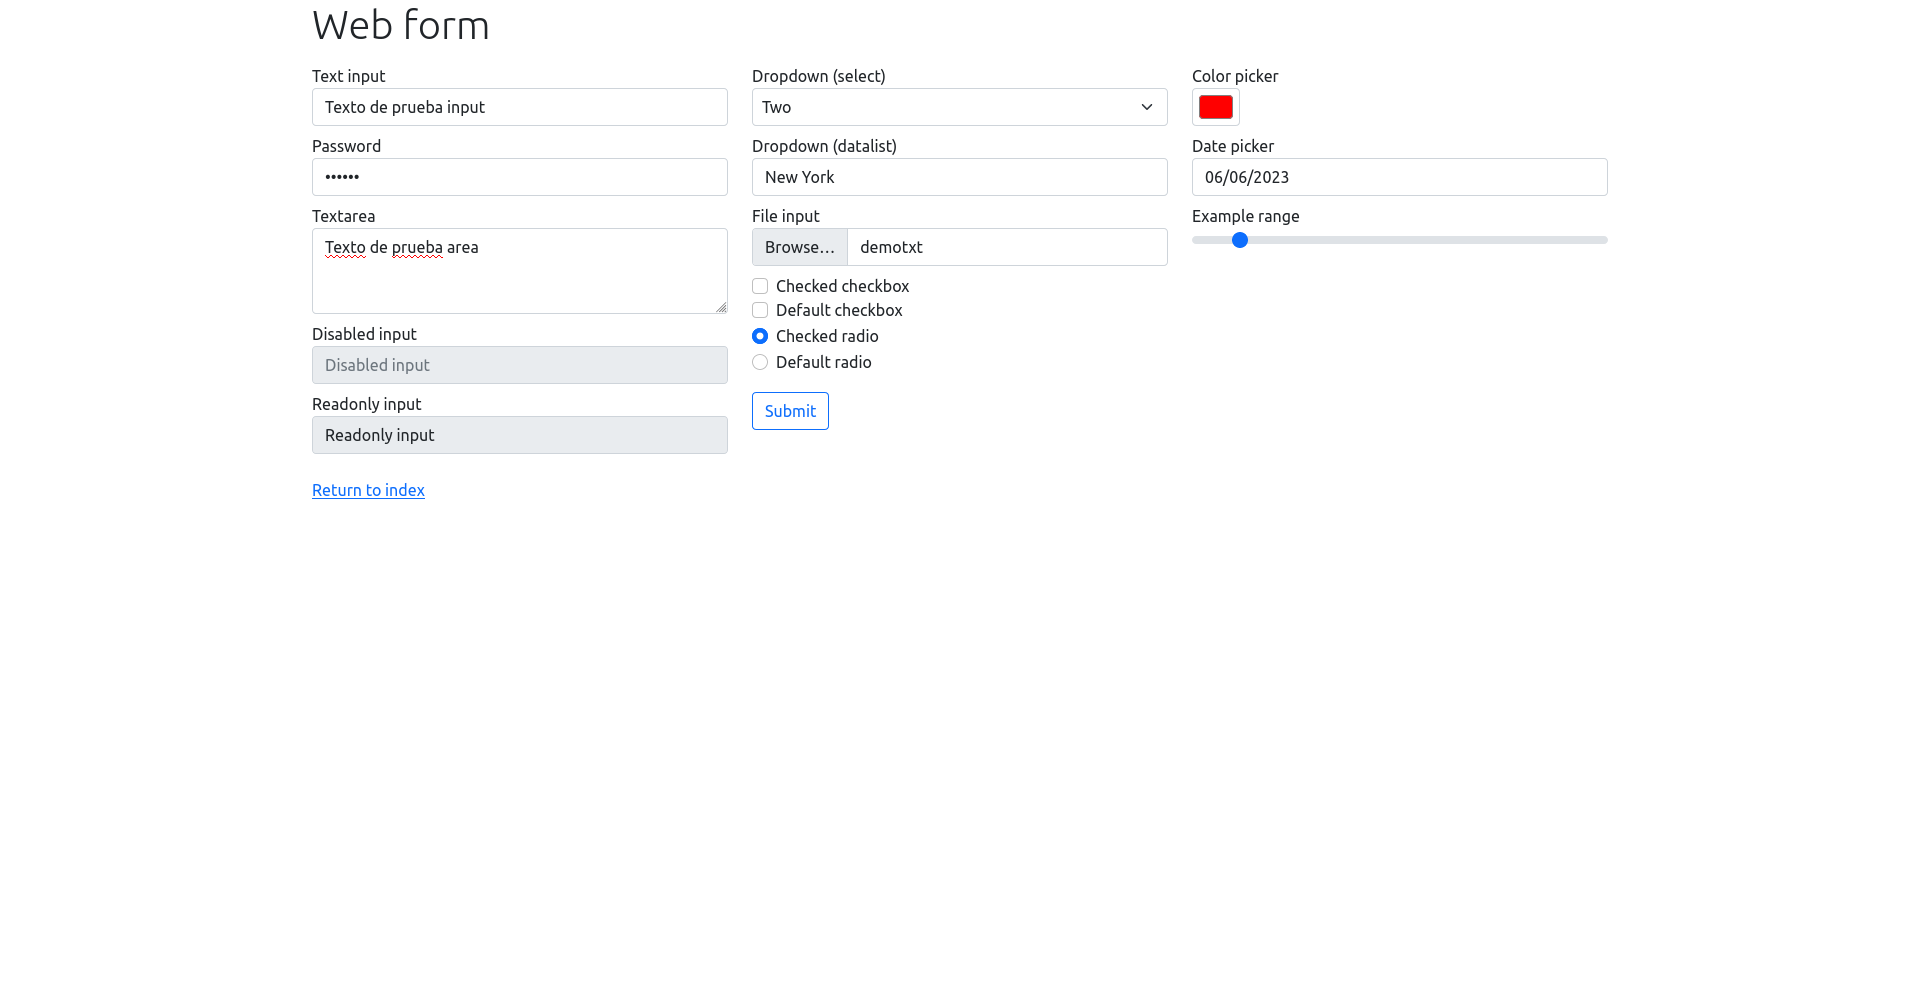 Web form
Text input
Texto de prueba input
Password
••••••
Textarea
Texto de prueba area
Disabled input
Disabled input
Readonly input
Readonly input
Return to index
Dropdown (select)
Two
Dropdown (datalist)
New York
File input
Browse... demotxt
Checked checkbox
Default checkbox
Checked radio
Default radio
Submit
Color picker
Date picker
06/06/2023
Example range